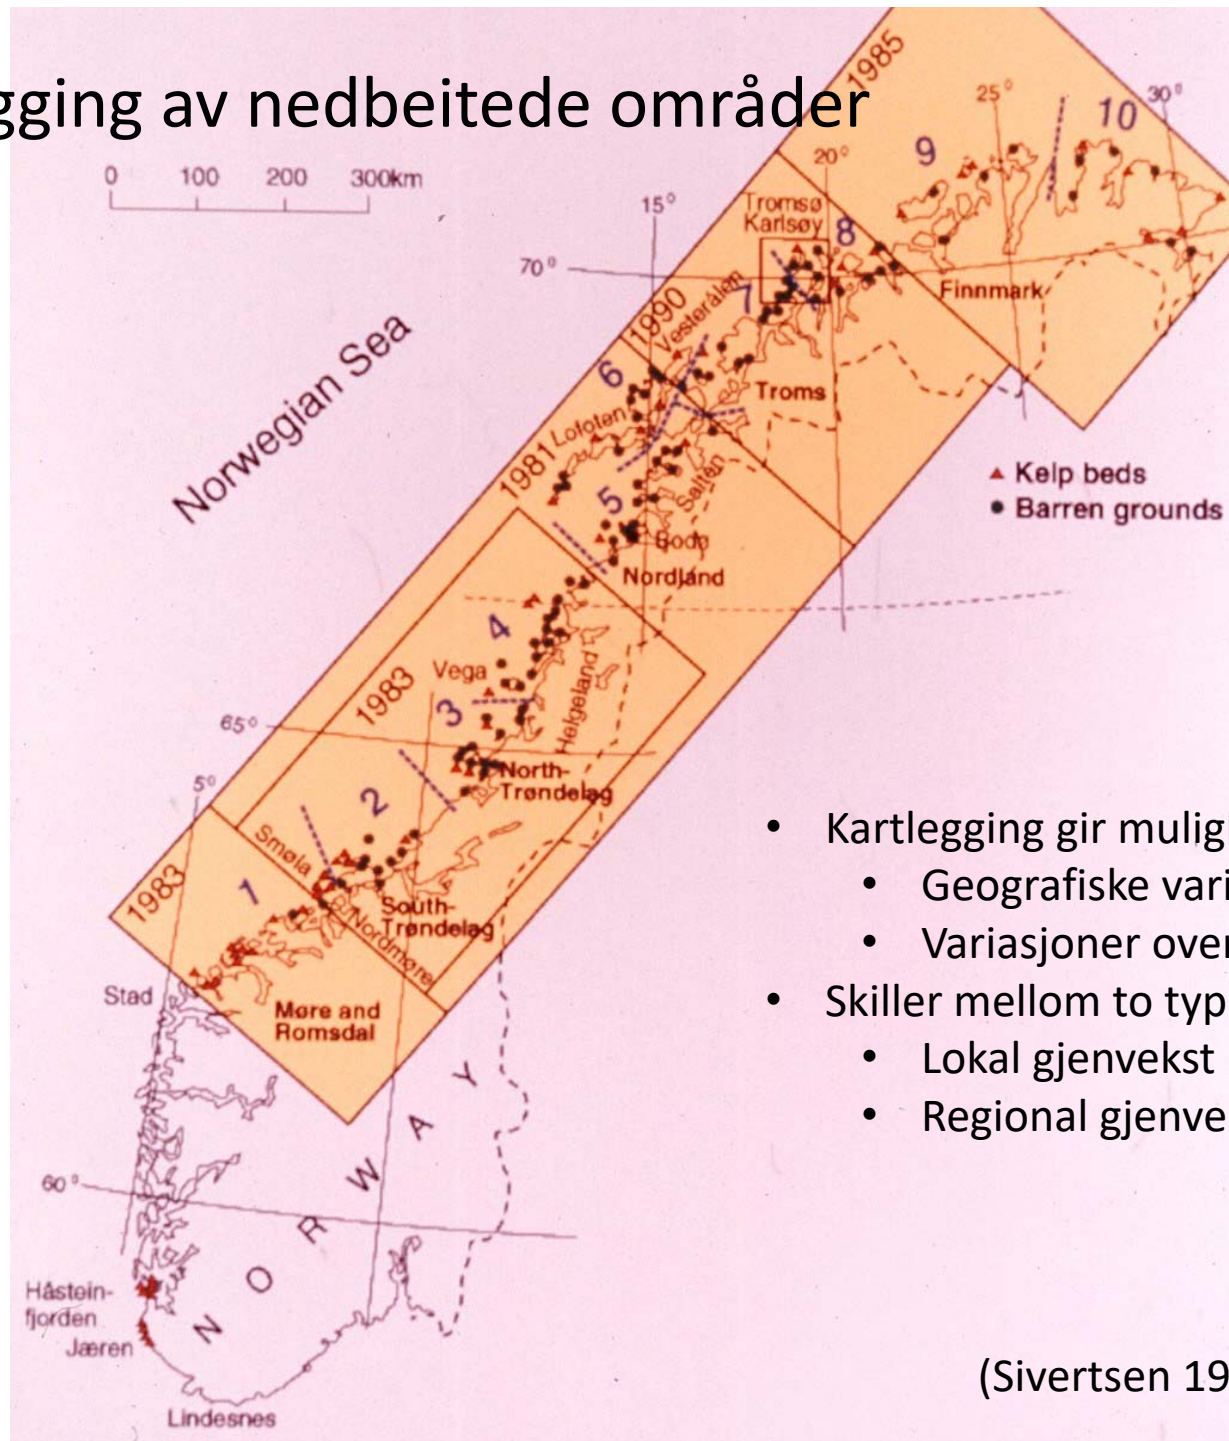 gging av nedbeitede områder
0 100 200 300km
1985
25°
30°
10
9
20°
15°
Tromsø
Karlsøy
8
70°
Finnmark
7
Vesterålen
1990
Norwegian Sea
6
Troms
Lofoten
1981
Kelp beds
Barren grounds
5
Salten
Bodø
Nordland
4
Vega
1983
3
Helgeland
65°
North-
Trøndelag
5°
2
Smøla
1983
1
South-
Trøndelag
Nordmøre
Stad
Møre and
Romsdal
• Kartlegging gir mulig
• Geografiske vari
• Variasjoner over
• Skiller mellom to typ
• Lokal gjenvekst
• Regional gjenve
NORWAY
60°
Håstein-
fjorden
Jæren
Lindesnes
(Sivertsen 19